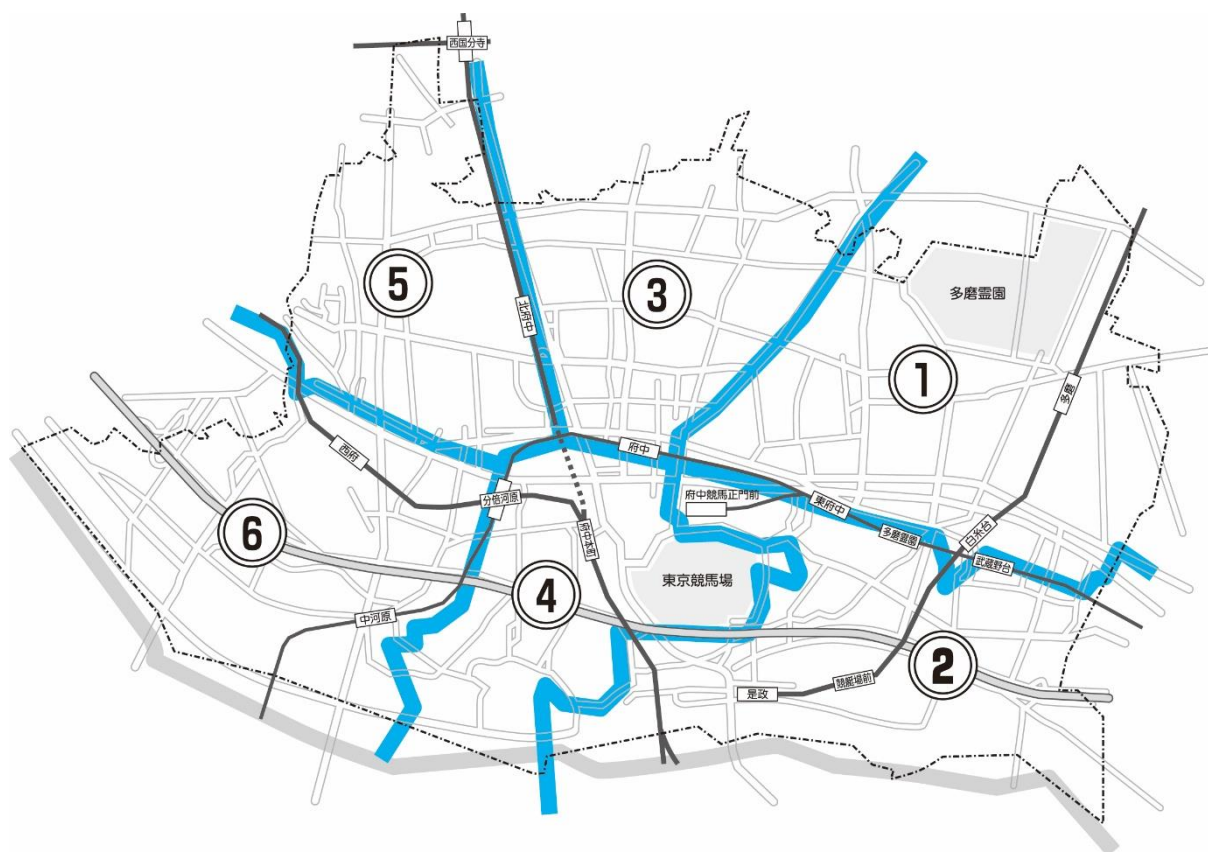 西国分寺
5
3
多磨霊園
北府中
1
多磨
府中
西府
分倍河原
府中競馬正門前
東府中
多磨霊園
白糸台
武蔵野台
6
府中本町
東京競馬場
4
中河原
2
競艇場前
是政